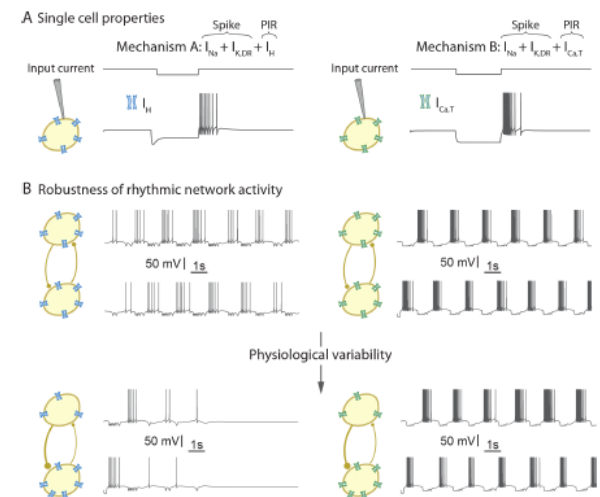 A Single cell properties
Spike PIR
Mechanism A: I_Na + I_K,DR + I_H
Input current
I_H
Spike PIR
Mechanism B: I_Na + I_K,DR + I_Ca,T
Input current
I_Ca,T
B Robustness of rhythmic network activity
50 mV 1s
50 mV 1s
Physiological variability
50 mV 1s
50 mV 1s